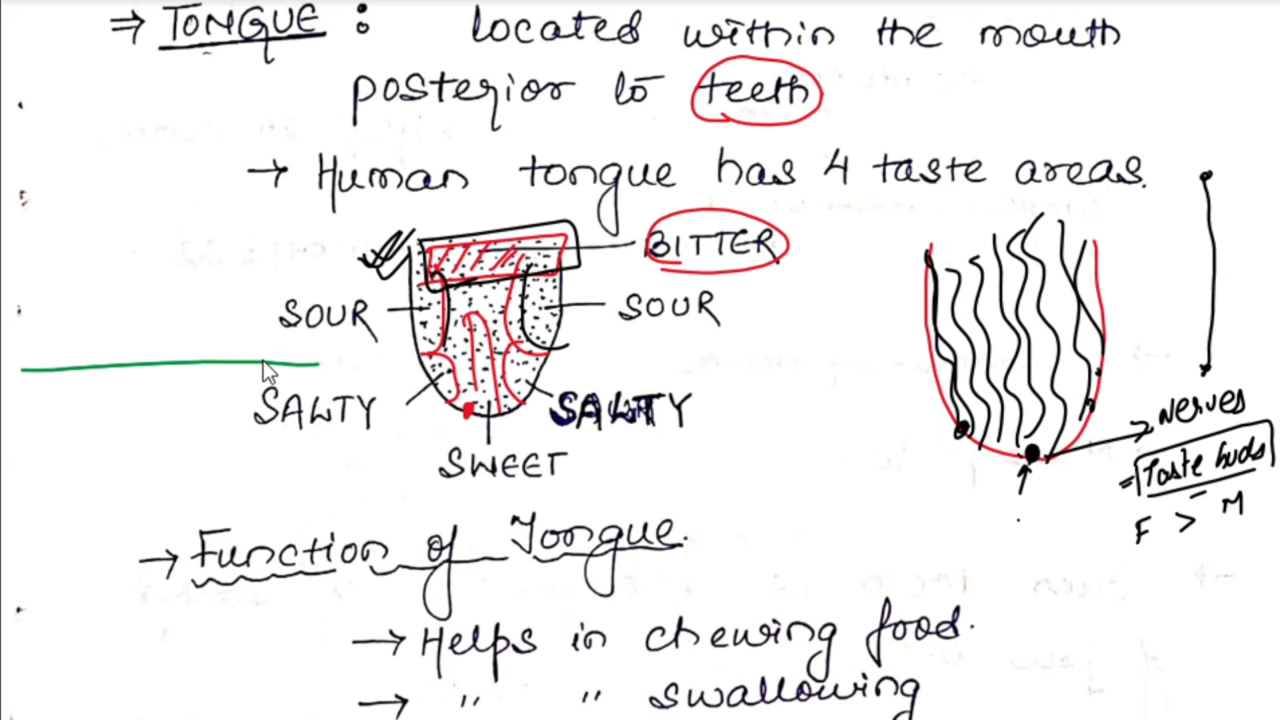 ⇒ TONGUE : located within the mouth
posterior to teeth
→ Human tongue has 4 taste areas.
BITTER
SOUR
SOUR
SALTY
SALTY
SWEET
Nerves
= Taste buds
F > M
→ Function of Tongue.
→ Helps in chewing food.
→ " " swallowing